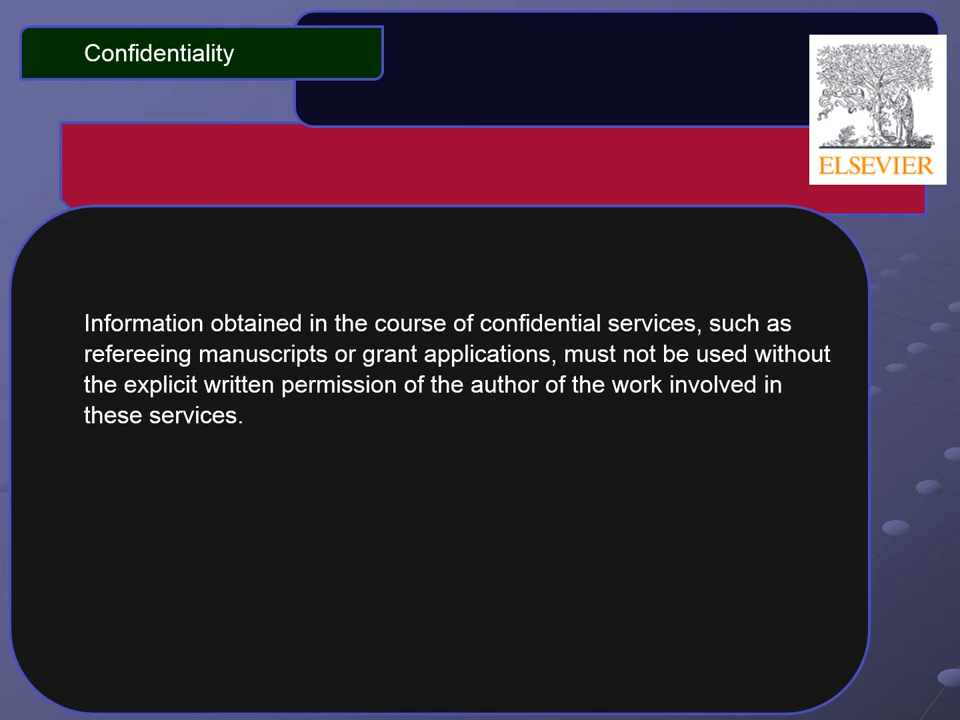 Confidentiality
ELSEVIER
Information obtained in the course of confidential services, such as
refereeing manuscripts or grant applications, must not be used without
the explicit written permission of the author of the work involved in
these services.